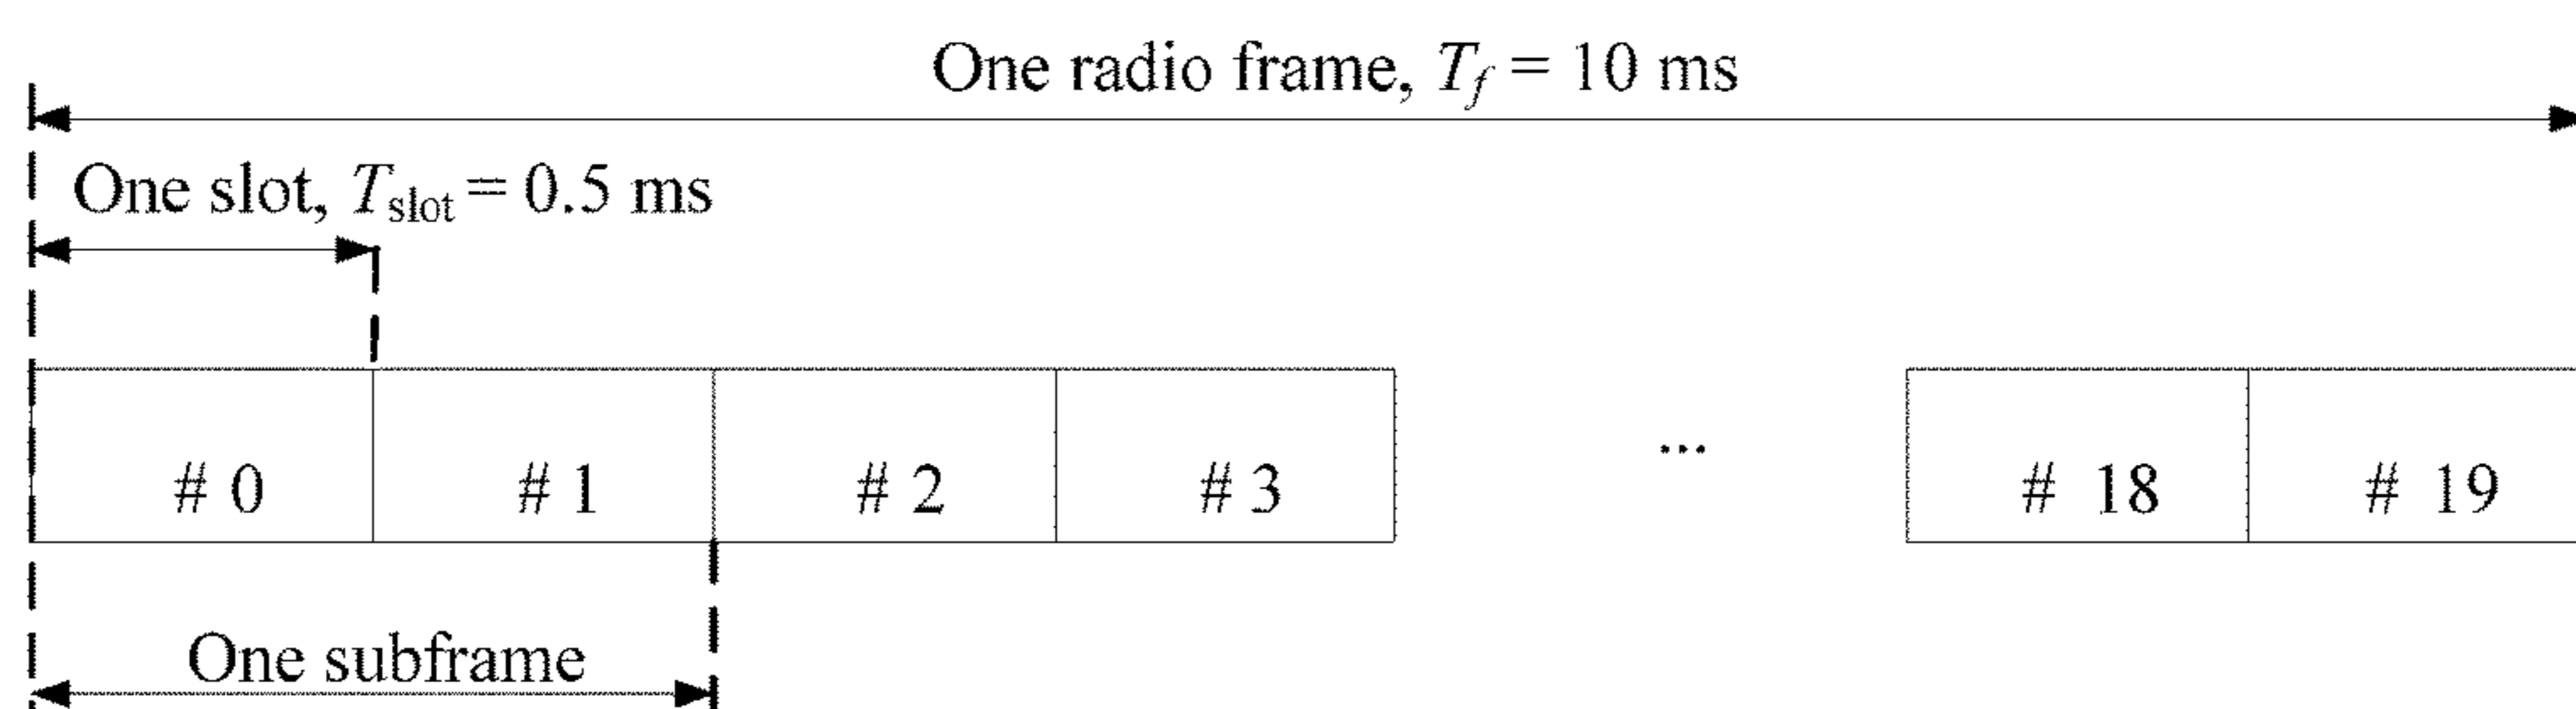 One radio frame, T_f = 10 ms
One slot, T_slot = 0.5 ms
# 0 # 1 # 2 # 3 ... # 18 # 19
One subframe